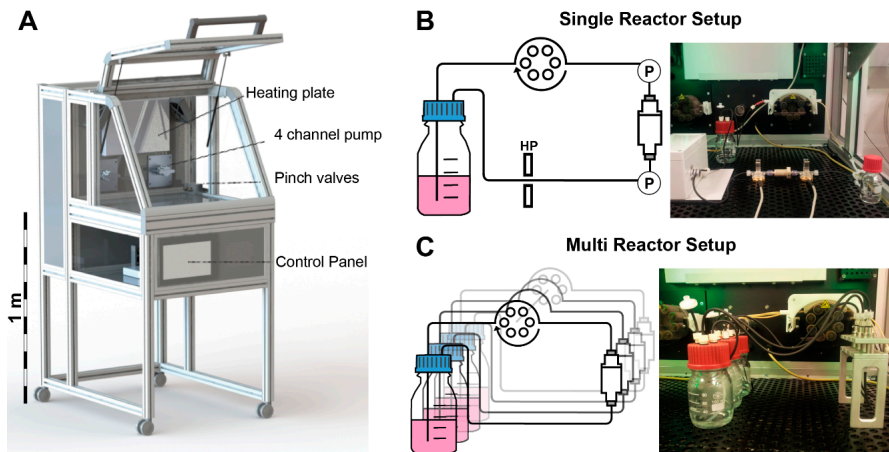 A
Heating plate
4 channel pump
Pinch valves
Control Panel
1 m
B
Single Reactor Setup
P
HP
P
C
Multi Reactor Setup